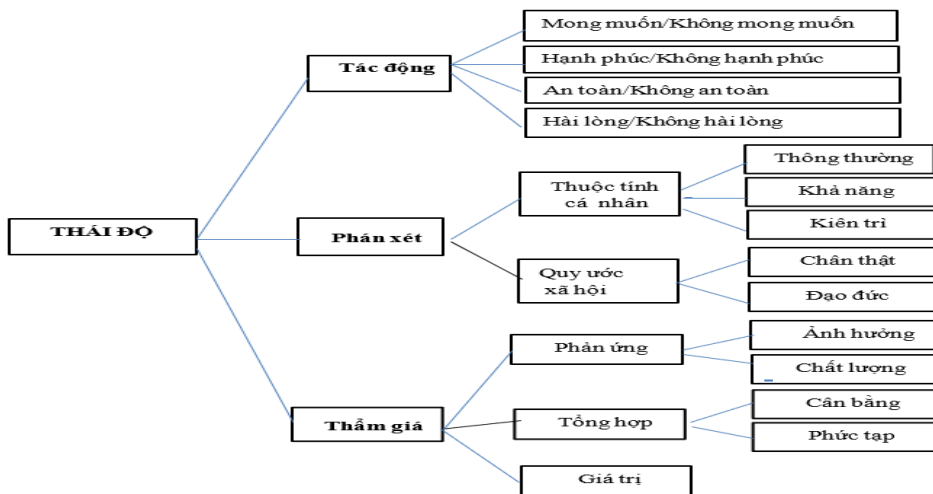 Mong muốn/Không mong muốn
Tác động
Hạnh phúc/Không hạnh phúc
An toàn/Không an toàn
Hài lòng/Không hài lòng
Thông thường
Thuộc tính
cá nhân
Khả năng
Kiên trì
THÁI ĐỘ
Phán xét
Chân thật
Quy ước
xã hội
Đạo đức
Phản ứng
Ảnh hưởng
Chất lượng
Thẩm giá
Tổng hợp
Cân bằng
Phức tạp
Giá trị